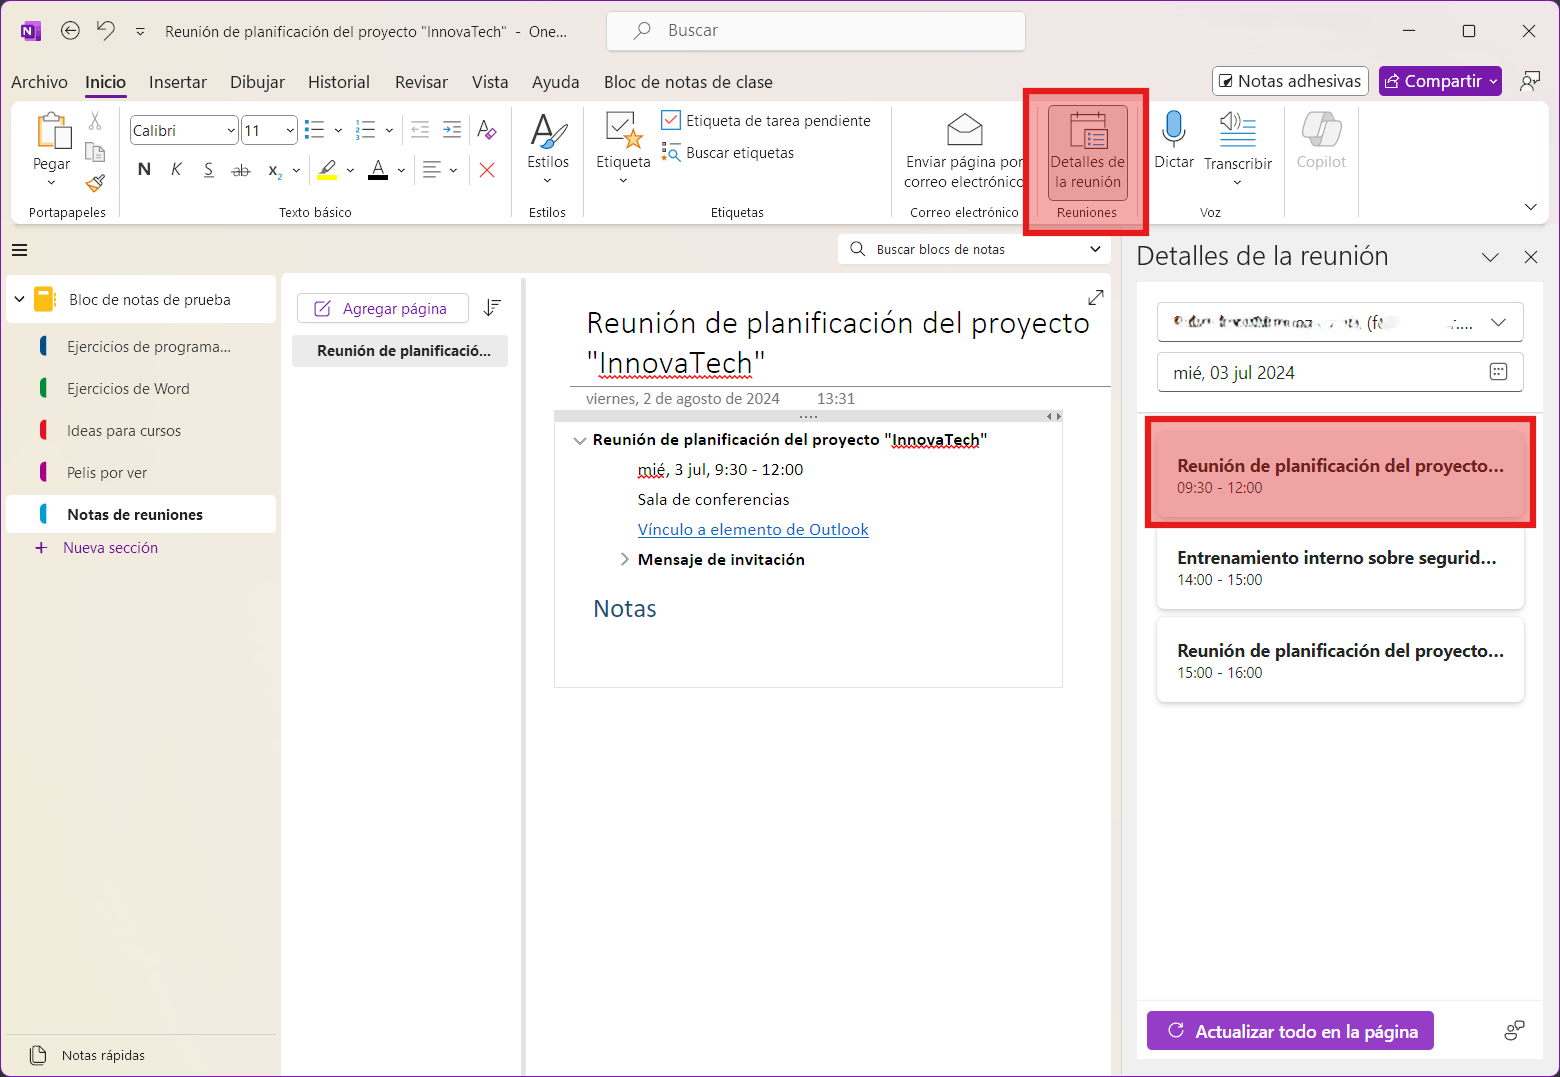 Reunión de planificación del proyecto "InnovaTech" - One...
Buscar
Archivo Inicio Insertar Dibujar Historial Revisar Vista Ayuda Bloc de notas de clase
Notas adhesivas
Compartir
Pegar
Portapapeles
Calibri 11
N K S ab x2 A
Texto básico
Estilos
Estilos
Etiqueta
Etiqueta de tarea pendiente
Buscar etiquetas
Etiquetas
Enviar página por
correo electrónico
Correo electrónico
Detalles de
la reunión
Reuniones
Dictar
Transcribir
Voz
Copilot
Buscar blocs de notas
Bloc de notas de prueba
Ejercicios de programa...
Ejercicios de Word
Ideas para cursos
Pelis por ver
Notas de reuniones
+ Nueva sección
Notas rápidas
Agregar página
Reunión de planificació...
Reunión de planificación del proyecto
"InnovaTech"
viernes, 2 de agosto de 2024 13:31
Reunión de planificación del proyecto "InnovaTech"
mié, 3 jul, 9:30 - 12:00
Sala de conferencias
Vínculo a elemento de Outlook
Mensaje de invitación
Notas
Detalles de la reunión
mié, 03 jul 2024
Reunión de planificación del proyecto...
09:30 - 12:00
Entrenamiento interno sobre segurid...
14:00 - 15:00
Reunión de planificación del proyecto...
15:00 - 16:00
Actualizar todo en la página